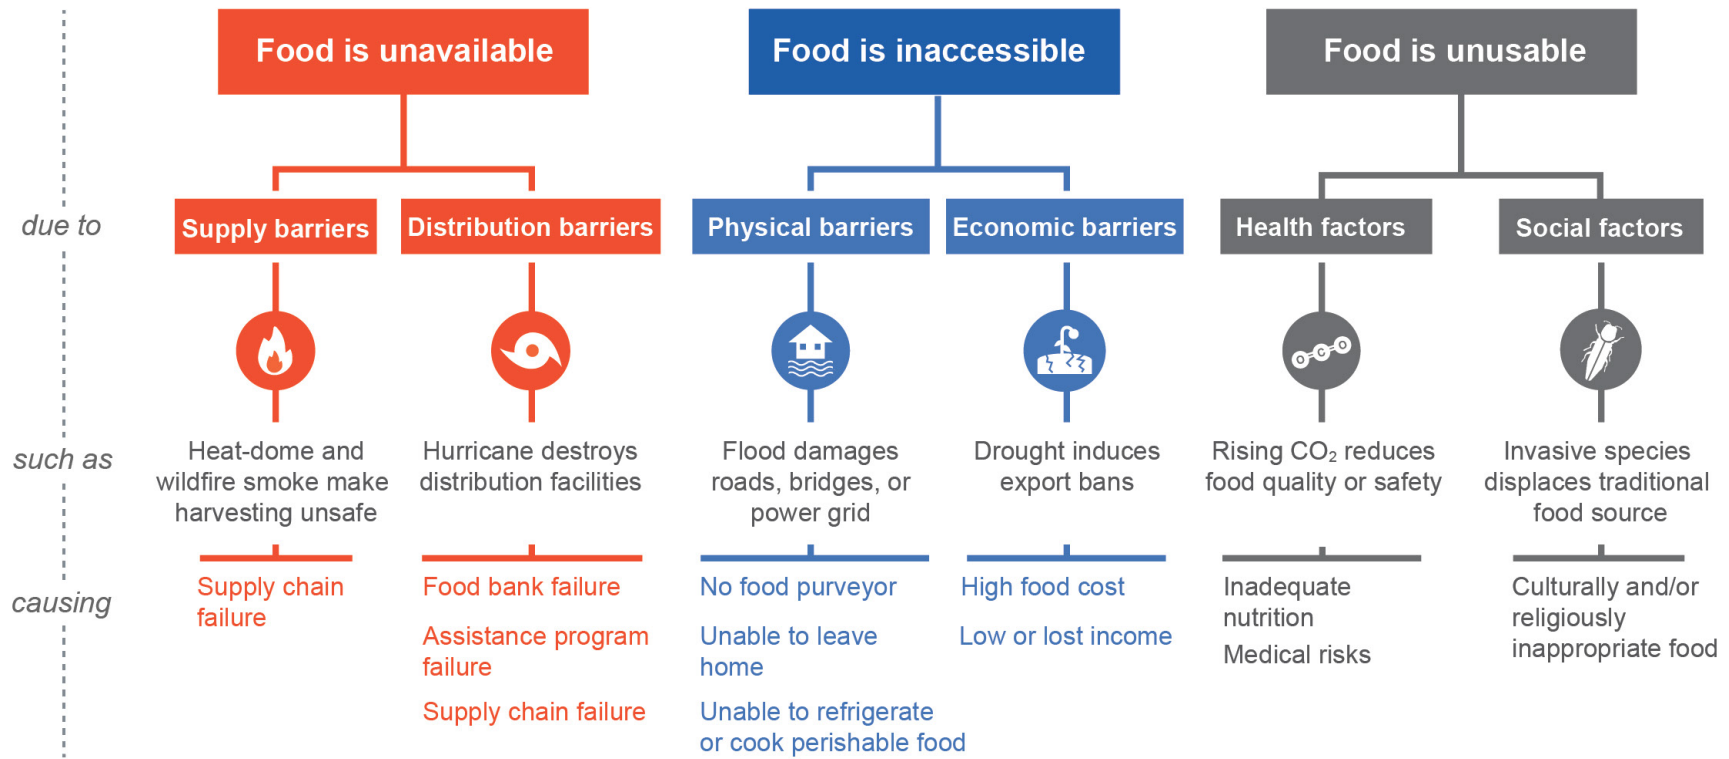 Food is unavailable
Food is inaccessible
Food is unusable
due to
Supply barriers
Distribution barriers
Physical barriers
Economic barriers
Health factors
Social factors
O C O
such as
Heat-dome and
wildfire smoke make
harvesting unsafe
Hurricane destroys
distribution facilities
Flood damages
roads, bridges, or
power grid
Drought induces
export bans
Rising CO₂ reduces
food quality or safety
Invasive species
displaces traditional
food source
causing
Supply chain
failure
Food bank failure
Assistance program
failure
Supply chain failure
No food purveyor
Unable to leave
home
Unable to refrigerate
or cook perishable food
High food cost
Low or lost income
Inadequate
nutrition
Medical risks
Culturally and/or
religiously
inappropriate food